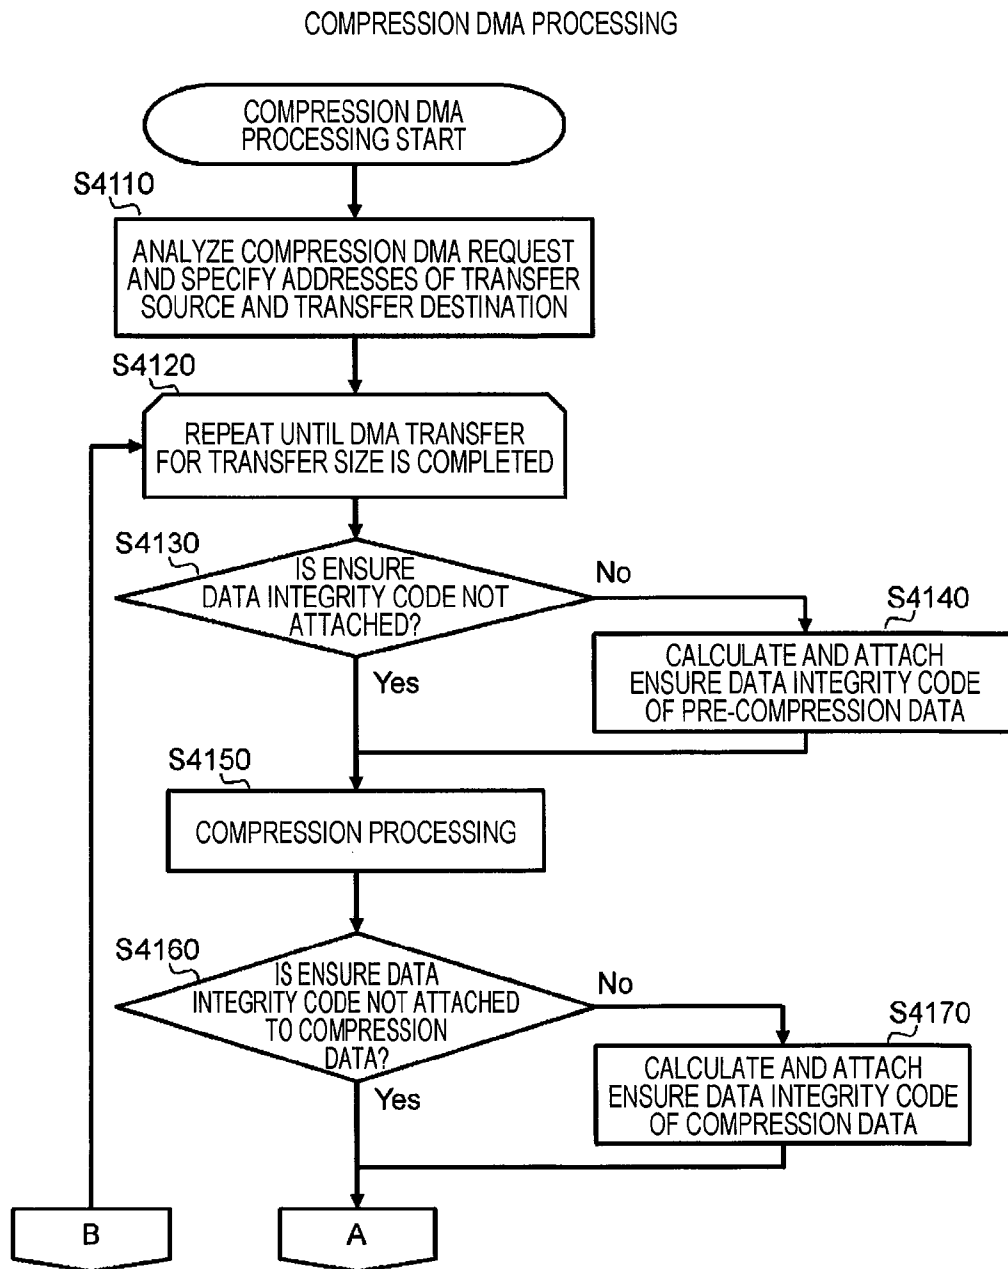 COMPRESSION DMA PROCESSING
COMPRESSION DMA
PROCESSING START
S4110
ANALYZE COMPRESSION DMA REQUEST
AND SPECIFY ADDRESSES OF TRANSFER
SOURCE AND TRANSFER DESTINATION
S4120
REPEAT UNTIL DMA TRANSFER
FOR TRANSFER SIZE IS COMPLETED
S4130
IS ENSURE
DATA INTEGRITY CODE NOT
ATTACHED?
No
Yes
S4140
CALCULATE AND ATTACH
ENSURE DATA INTEGRITY CODE
OF PRE-COMPRESSION DATA
S4150
COMPRESSION PROCESSING
S4160
IS ENSURE DATA
INTEGRITY CODE NOT ATTACHED
TO COMPRESSION
DATA?
No
Yes
S4170
CALCULATE AND ATTACH
ENSURE DATA INTEGRITY CODE
OF COMPRESSION DATA
B
A